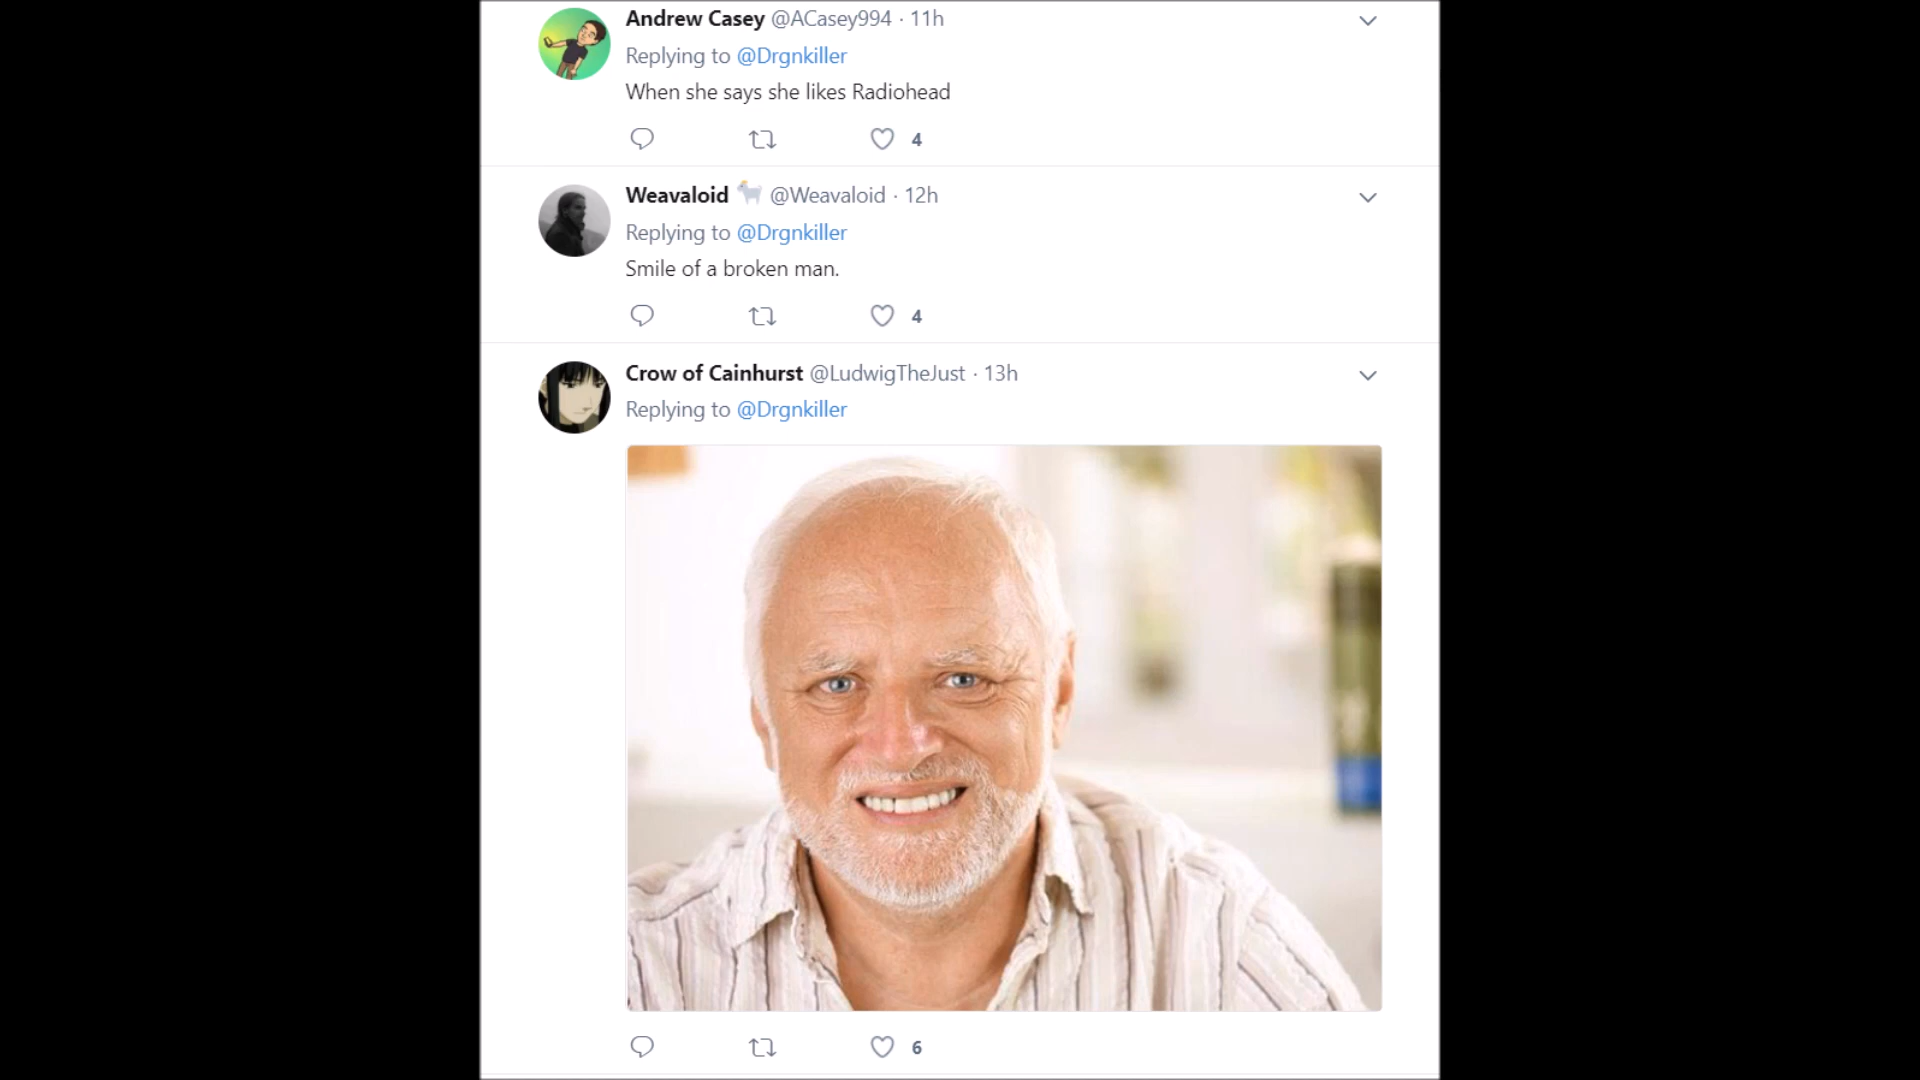 Andrew Casey @ACasey994 · 11h
Replying to @Drgnkiller
When she says she likes Radiohead
4
Weavaloid @Weavaloid · 12h
Replying to @Drgnkiller
Smile of a broken man.
4
Crow of Cainhurst @LudwigTheJust · 13h
Replying to @Drgnkiller
6